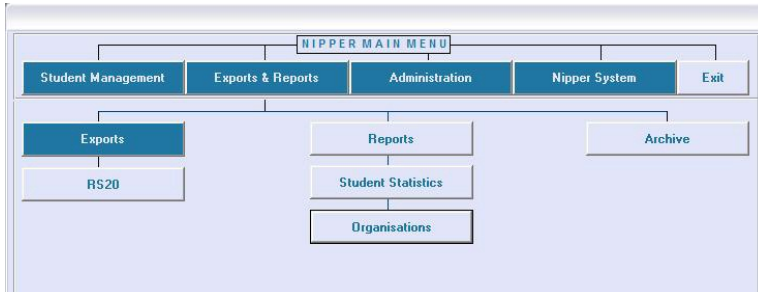 NIPPER MAIN MENU
Student Management Exports & Reports Administration Nipper System Exit
Exports Reports Archive
RS20 Student Statistics
Organisations